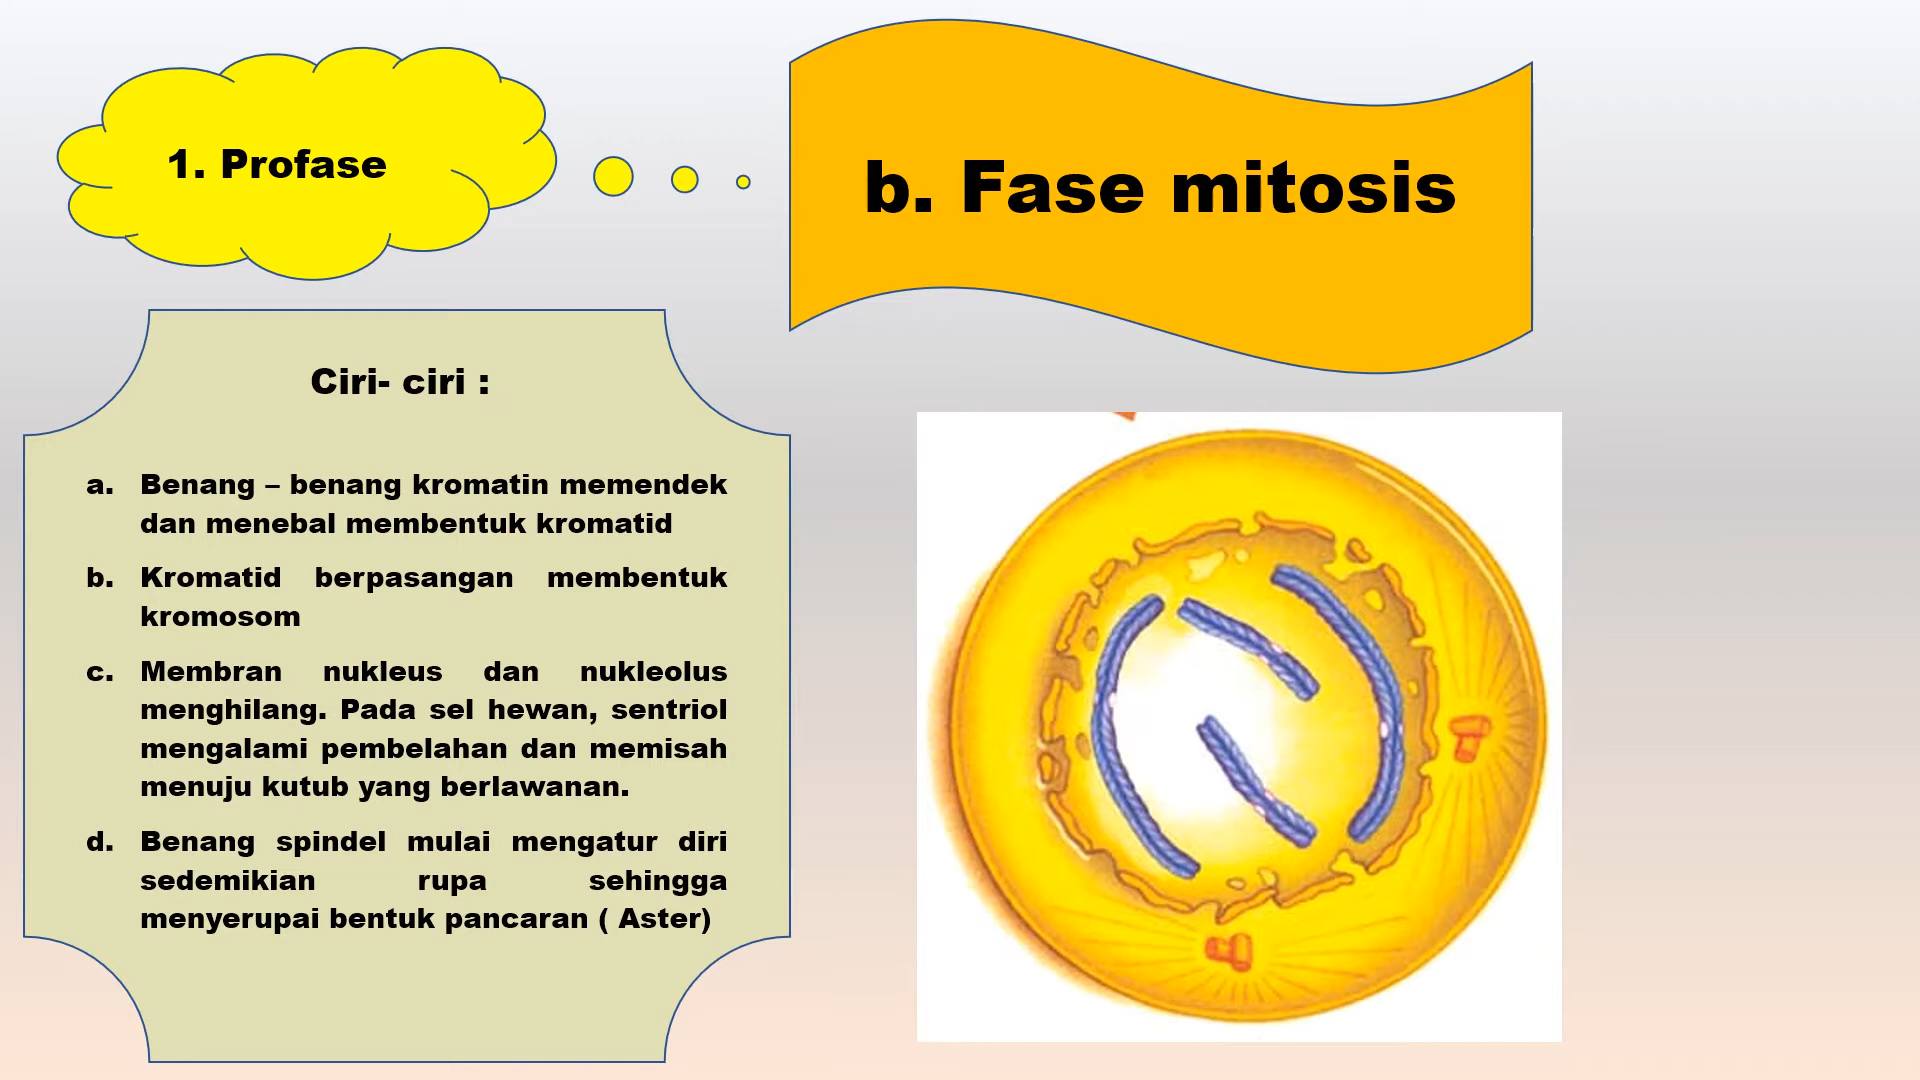 1. Profase
b. Fase mitosis
Ciri- ciri :
a. Benang – benang kromatin memendek
dan menebal membentuk kromatid
b. Kromatid berpasangan membentuk
kromosom
c. Membran nukleus dan nukleolus
menghilang. Pada sel hewan, sentriol
mengalami pembelahan dan memisah
menuju kutub yang berlawanan.
d. Benang spindel mulai mengatur diri
sedemikian rupa sehingga
menyerupai bentuk pancaran ( Aster)